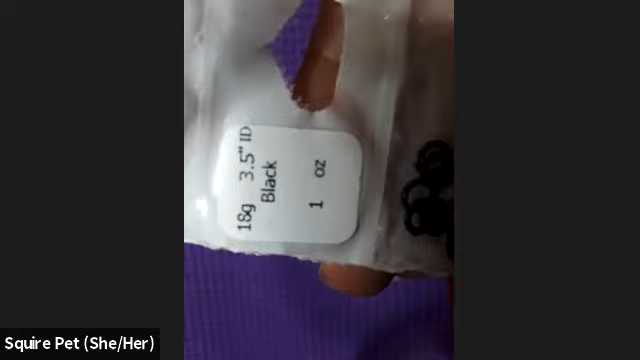 18g 3.5" ID
Black
1 oz
Squire Pet (She/Her)